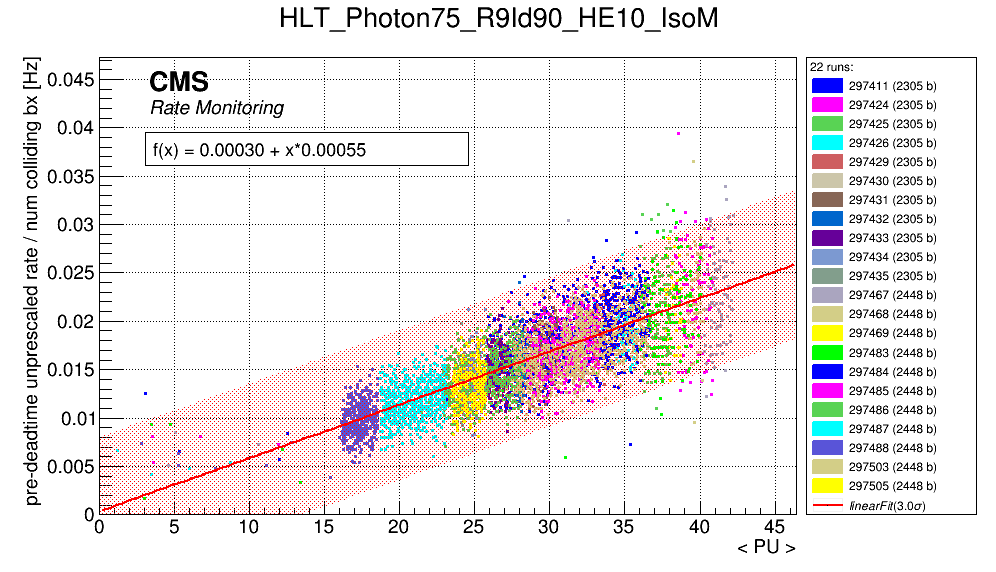 HLT_Photon75_R9Id90_HE10_IsoM
pre-deadtime unprescaled rate / num colliding bx [Hz]
0.045
0.04
0.035
0.03
0.025
0.02
0.015
0.01
0.005
0
CMS
Rate Monitoring
f(x) = 0.00030 + x*0.00055
0 5 10 15 20 25 30 35 40 45
< PU >
22 runs:
297411 (2305 b)
297424 (2305 b)
297425 (2305 b)
297426 (2305 b)
297429 (2305 b)
297430 (2305 b)
297431 (2305 b)
297432 (2305 b)
297433 (2305 b)
297434 (2305 b)
297435 (2305 b)
297467 (2448 b)
297468 (2448 b)
297469 (2448 b)
297483 (2448 b)
297484 (2448 b)
297485 (2448 b)
297486 (2448 b)
297487 (2448 b)
297488 (2448 b)
297503 (2448 b)
297505 (2448 b)
linearFit(3.0σ)